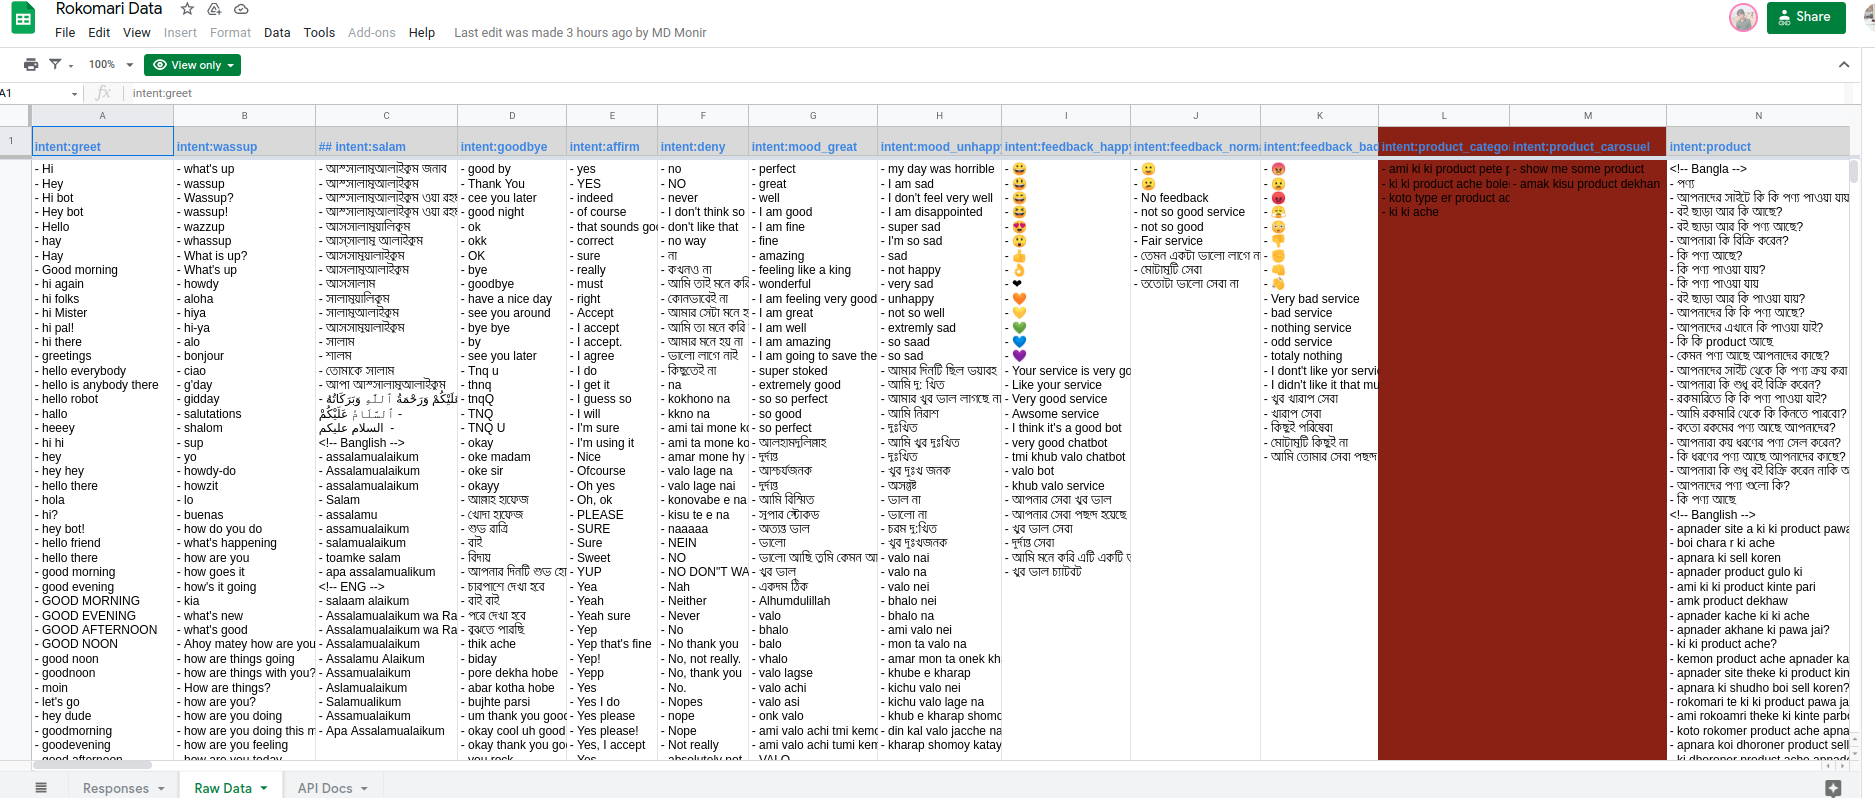 Rokomari Data
File Edit View Insert Format Data Tools Add-ons Help Last edit was made 3 hours ago by MD Monir
Share
100% View only
A1 fx intent:greet
A B C D E F G H I J K L M N
1
intent:greet
- Hi
- Hey
- Hi bot
- Hey bot
- Hello
- hay
- Hay
- Good morning
- hi again
- hi folks
- hi Mister
- hi pal!
- hi there
- greetings
- hello everybody
- hello is anybody there
- hello robot
- hallo
- heeey
- hi hi
- hey
- hey hey
- hello there
- hola
- hi?
- hey bot!
- hello friend
- hello there
- good morning
- good evening
- GOOD MORNING
- GOOD EVENING
- GOOD AFTERNOON
- GOOD NOON
- good noon
- goodnoon
- moin
- let's go
- hey dude
- goodmorning
- goodevening
- good afternoon
intent:wassup
- what's up
- wassup
- Wassup?
- wassup!
- wazzup
- whassup
- What is up?
- What's up
- howdy
- aloha
- hiya
- hi-ya
- alo
- bonjour
- ciao
- g'day
- gidday
- salutations
- shalom
- sup
- yo
- howdy-do
- howzit
- lo
- buenas
- how do you do
- what's happening
- how are you
- how goes it
- how's it going
- kia
- what's new
- what's good
- Ahoy matey how are you
- how are things going
- how are things with you?
- How are things?
- how are you?
- how are you doing
- how are you doing this m
- how are you feeling
- how are you today
## intent:salam
- আস্সালামুআলাইকুম জনাব
- আস্সালামুআলাইকুম
- আস্সালামুআলাইকুম ওয়া রহম
- আস্সালামুআলাইকুম ওয়া রহম
- আসসালামুয়ালিকুম
- আস্সালামু আলাইকুম
- আসসালামুয়ালাইকুম
- আসলামুআলাইকুম
- আসসালাম
- সালামুয়ালিকুম
- সালামুআলাইকুম
- আসসামুয়ালাইকুম
- সালাম
- শালম
- তোমাকে সালাম
- আপা আস্সালামুআলাইকুম
السلام عليكم -
<!-- Banglish -->
- assalamualaikum
- Assalamualaikum
- assalamualaikum
- Salam
- assalamu
- assamualaikum
- salamualaikum
- toamke salam
- apa assalamualikum
<!-- ENG -->
- salaam alaikum
- Assalamualaikum wa Ra
- Assalamualaikum wa Ra
- Assalamualaikum
- Assalamu Alaikum
- Assalamualaikum
- Aslamualaikum
- Salamualikum
- Assamualaikum
- Apa Assalamualaikum
intent:goodbye
- good by
- Thank You
- cee you later
- good night
- ok
- okk
- OK
- bye
- goodbye
- have a nice day
- see you around
- bye bye
- by
- see you later
- Tnq u
- thnq
- tnqQ
- TNQ
- TNQ U
- okay
- oke madam
- oke sir
- okayy
- আল্লাহ হাফেজ
- খোদা হাফেজ
- শুভ রাত্রি
- বাই
- বিদায়
- আপনার দিনটি শুভ হো
- চারপাশে দেখা হবে
- বাই বাই
- পরে দেখা হবে
- বুঝতে পারছি
- thik ache
- biday
- pore dekha hobe
- abar kotha hobe
- bujhte parsi
- um thank you good
- okay cool uh good
- okay thank you go
- you rock
intent:affirm
- yes
- YES
- indeed
- of course
- that sounds goo
- correct
- sure
- really
- must
- right
- Accept
- I accept
- I accept.
- I agree
- I do
- I get it
- I guess so
- I will
- I'm sure
- I'm using it
- Nice
- Ofcourse
- Oh yes
- Oh, ok
- PLEASE
- SURE
- Sure
- Sweet
- YUP
- Yea
- Yeah
- Yeah sure
- Yep
- Yep that's fine
- Yep!
- Yepp
- Yes
- Yes I do
- Yes please
- Yes please!
- Yes, I accept
- Yes
intent:deny
- no
- NO
- never
- I don't think so
- don't like that
- no way
- না
- কখনও না
- আমি তাই মনে করি
- কোনভাবেই না
- আমার সেটা মনে হ
- আমি তা মনে করি
- আমার মনে হয় না
- ভালো লাগে নাই
- কিছুতেই না
- na
- kokhono na
- kkno na
- ami tai mone ko
- ami ta mone ko
- amar mone hy
- valo lage na
- valo lage nai
- konovabe e na
- kisu te e na
- naaaaa
- NEIN
- NO
- NO DON"T WA
- Nah
- Neither
- Never
- No
- No thank you
- No, not really.
- No, thank you
- No.
- Nopes
- nope
- Nope
- Not really
- absolutely not
intent:mood_great
- perfect
- great
- well
- I am good
- I am fine
- fine
- amazing
- feeling like a king
- wonderful
- I am feeling very good
- I am great
- I am well
- I am amazing
- I am going to save the
- super stoked
- extremely good
- so so perfect
- so good
- so perfect
- আলহামদুলিল্লাহ
- দুর্দান্ত
- আশ্চর্যজনক
- দুর্দান্ত
- আমি বিস্মিত
- সুপার স্টোকড
- অত্যন্ত ভাল
- ভালো
- ভালো আছি তুমি কেমন আ
- খুব ভাল
- একদম ঠিক
- Alhumdulillah
- valo
- bhalo
- balo
- vhalo
- valo lagse
- valo achi
- valo asi
- onk valo
- ami valo achi tmi kem
- ami valo achi tumi kem
- VALO
intent:mood_unhapp
- my day was horrible
- I am sad
- I don't feel very well
- I am disappointed
- super sad
- I'm so sad
- sad
- not happy
- very sad
- unhappy
- not so well
- extremly sad
- so saad
- so sad
- আমার দিনটি ছিল ভয়াবহ
- আমি দু: খিত
- আমার খুব ভাল লাগছে না
- আমি নিরাশ
- দুঃখিত
- আমি খুব দুঃখিত
- দুঃখিত
- খুব দুঃখ জনক
- অসন্তুষ্ট
- ভাল না
- ভালো না
- চরম দু:খিত
- খুব দুঃখজনক
- valo nai
- valo na
- valo nei
- bhalo nei
- bhalo na
- ami valo nei
- mon ta valo na
- amar mon ta onek kh
- khube e kharap
- kichu valo nei
- kichu valo lage na
- khub e kharap shomo
- din kal valo jacche na
- kharap shomoy katay
intent:feedback_happy
- 😀
- 😃
- 😄
- 😆
- 😍
- 😲
- 👍
- 👌
- ❤
- 🧡
- 💛
- 💚
- 💙
- 💜
- Your service is very go
- Like your service
- Very good service
- Awsome service
- I think it's a good bot
- very good chatbot
- tmi khub valo chatbot
- valo bot
- khub valo service
- আপনার সেবা খুব ভাল
- আপনার সেবা পছন্দ হয়েছে
- খুব ভাল সেবা
- দুর্দান্ত সেবা
- আমি মনে করি এটি একটি ভ
- খুব ভাল চ্যাটবট
intent:feedback_norm
- No feedback
- not so good service
- not so good
- Fair service
- তেমন একটা ভালো লাগে ন
- মোটামুটি সেবা
- ততোটা ভালো সেবা না
intent:feedback_bad
- 😡
- 👎
- ✊
- 👊
- 👋
- Very bad service
- bad service
- nothing service
- odd service
- totaly nothing
- I dont't like yor servi
- I didn't like it that mu
- খুব খারাপ সেবা
- খারাপ সেবা
- কিছুই পরিষেবা
- মোটামুটি কিছুই না
- আমি তোমার সেবা পছন্দ
intent:product_catego
- ami ki ki product pete p
- ki ki product ache bole
- koto type er product ac
- ki ki ache
intent:product_carosuel
- show me some product
- amak kisu product dekhan
intent:product
<!-- Bangla -->
- পণ্য
- আপনাদের সাইটে কি কি পণ্য পাওয়া যায়
- বই ছাড়া আর কি আছে?
- বই ছাড়া আর কি পণ্য আছে?
- আপনারা কি বিক্রি করেন?
- কি পণ্য আছে?
- কি পণ্য পাওয়া যায়?
- কি পণ্য পাওয়া যায়
- বই ছাড়া আর কি পাওয়া যায়?
- আপনাদের কি কি পণ্য আছে?
- আপনাদের এখানে কি পাওয়া যাই?
- কি কি product আছে
- কেমন পণ্য আছে আপনাদের কাছে?
- আপনাদের সাইট থেকে কি পণ্য ক্রয় করা
- আপনারা কি শুধু বই বিক্রি করেন?
- রকমারিতে কি কি পণ্য পাওয়া যাই?
- আমি রকমারি থেকে কি কিনতে পারবো?
- কতো রকমের পণ্য আছে আপনাদের?
- আপনারা কয় ধরণের পণ্য সেল করেন?
- কি ধরণের পণ্য আছে আপনাদের কাছে?
- আপনারা কি শুধু বই বিক্রি করেন নাকি অ
- আপনাদের পণ্য গুলো কি?
- কি পণ্য আছে
<!-- Banglish -->
- apnader site a ki ki product pawa
- boi chara r ki ache
- apnara ki sell koren
- apnader product gulo ki
- ami ki ki product kinte pari
- amk product dekhaw
- apnader kache ki ki ache
- apnader akhane ki pawa jai?
- ki ki product ache?
- kemon product ache apnader ka
- apnader site theke ki product kin
- apnara ki shudho boi sell koren?
- rokomari te ki ki product pawa ja
- ami rokoamri theke ki kinte parbo
- koto rokomer product ache apna
- apnara koi dhoroner product sell
- ki dhoroner product ache apnade
Responses Raw Data API Docs